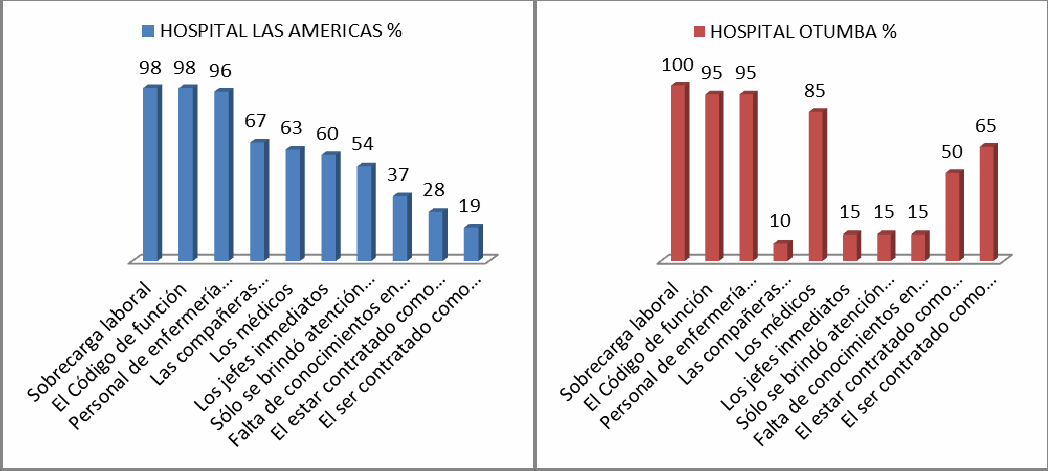 HOSPITAL LAS AMERICAS %
98
98
96
67
63
60
54
37
28
19
Sobrecarga laboral
El Código de función
Personal de enfermería...
Las compañeras...
Los médicos
Los jefes inmediatos
Sólo se brindó atención...
Falta de conocimientos en...
El estar contratado como...
El ser contratado como...
HOSPITAL OTUMBA %
100
95
95
10
85
15
15
15
50
65
Sobrecarga laboral
El Código de función
Personal de enfermería...
Las compañeras...
Los médicos
Los jefes inmediatos
Sólo se brindó atención...
Falta de conocimientos en...
El estar contratado como...
El ser contratado como...